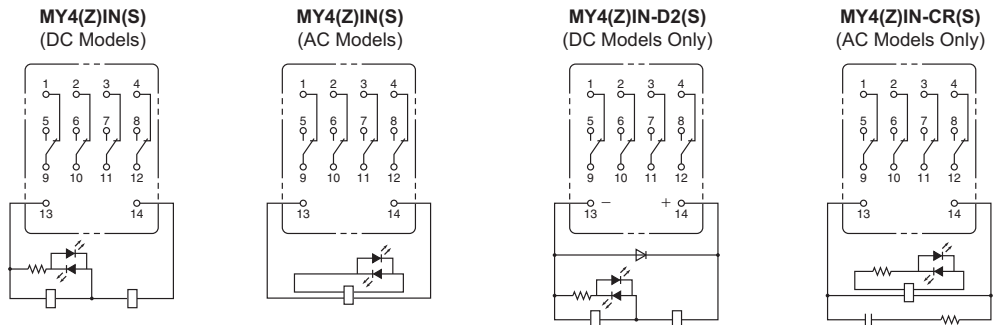 MY4(Z)IN(S)
(DC Models)
1 2 3 4
5 6 7 8
9 10 11 12
13 14
MY4(Z)IN(S)
(AC Models)
1 2 3 4
5 6 7 8
9 10 11 12
13 14
MY4(Z)IN-D2(S)
(DC Models Only)
1 2 3 4
5 6 7 8
9 10 11 12
− +
13 14
MY4(Z)IN-CR(S)
(AC Models Only)
1 2 3 4
5 6 7 8
9 10 11 12
13 14